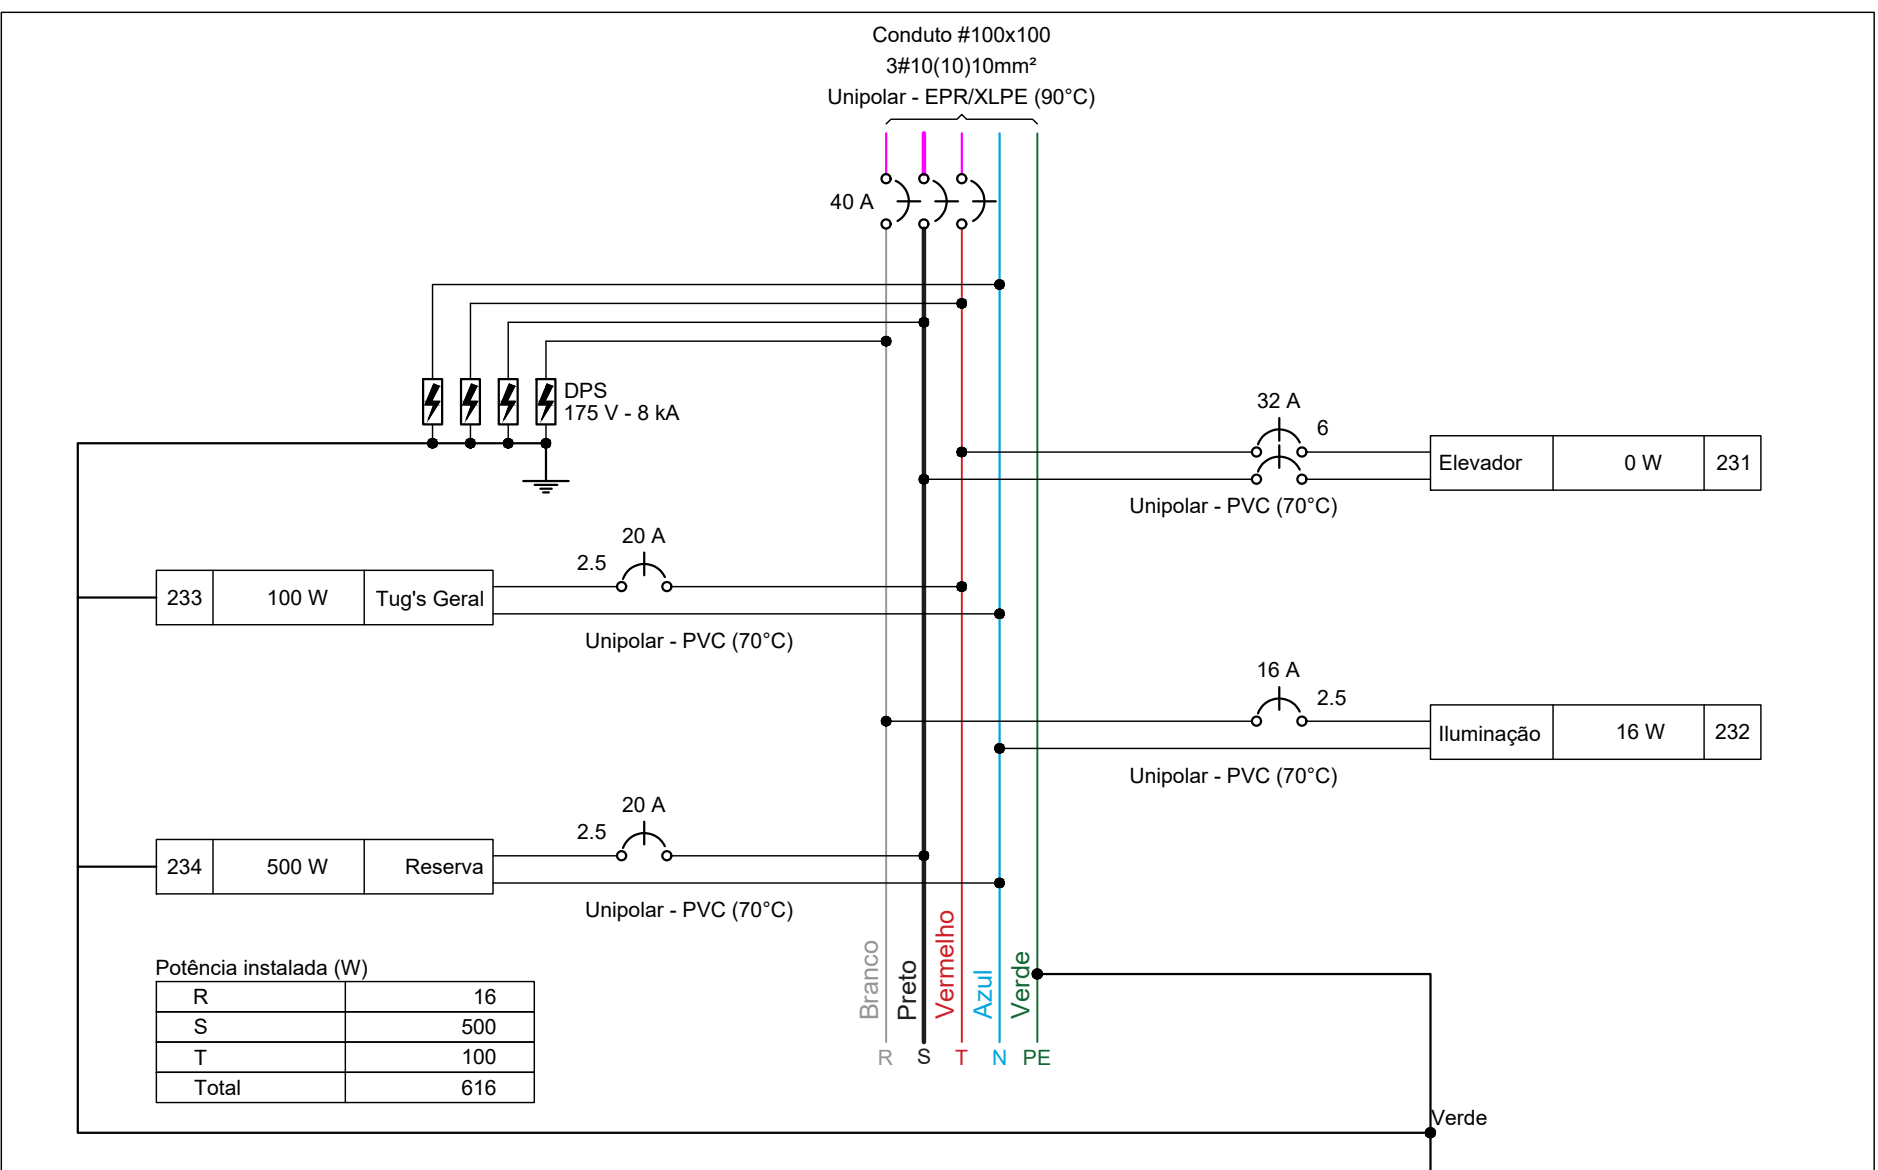 Conduto #100x100
3#10(10)10mm²
Unipolar - EPR/XLPE (90°C)
40 A
DPS
175 V - 8 kA
32 A
6
Elevador 0 W 231
Unipolar - PVC (70°C)
20 A
2.5
233 100 W Tug's Geral
Unipolar - PVC (70°C)
16 A
2.5
Iluminação 16 W 232
Unipolar - PVC (70°C)
20 A
2.5
234 500 W Reserva
Unipolar - PVC (70°C)
Potência instalada (W)
R 16
S 500
T 100
Total 616
Branco
Preto
Vermelho
Azul
Verde
R S T N PE
Verde